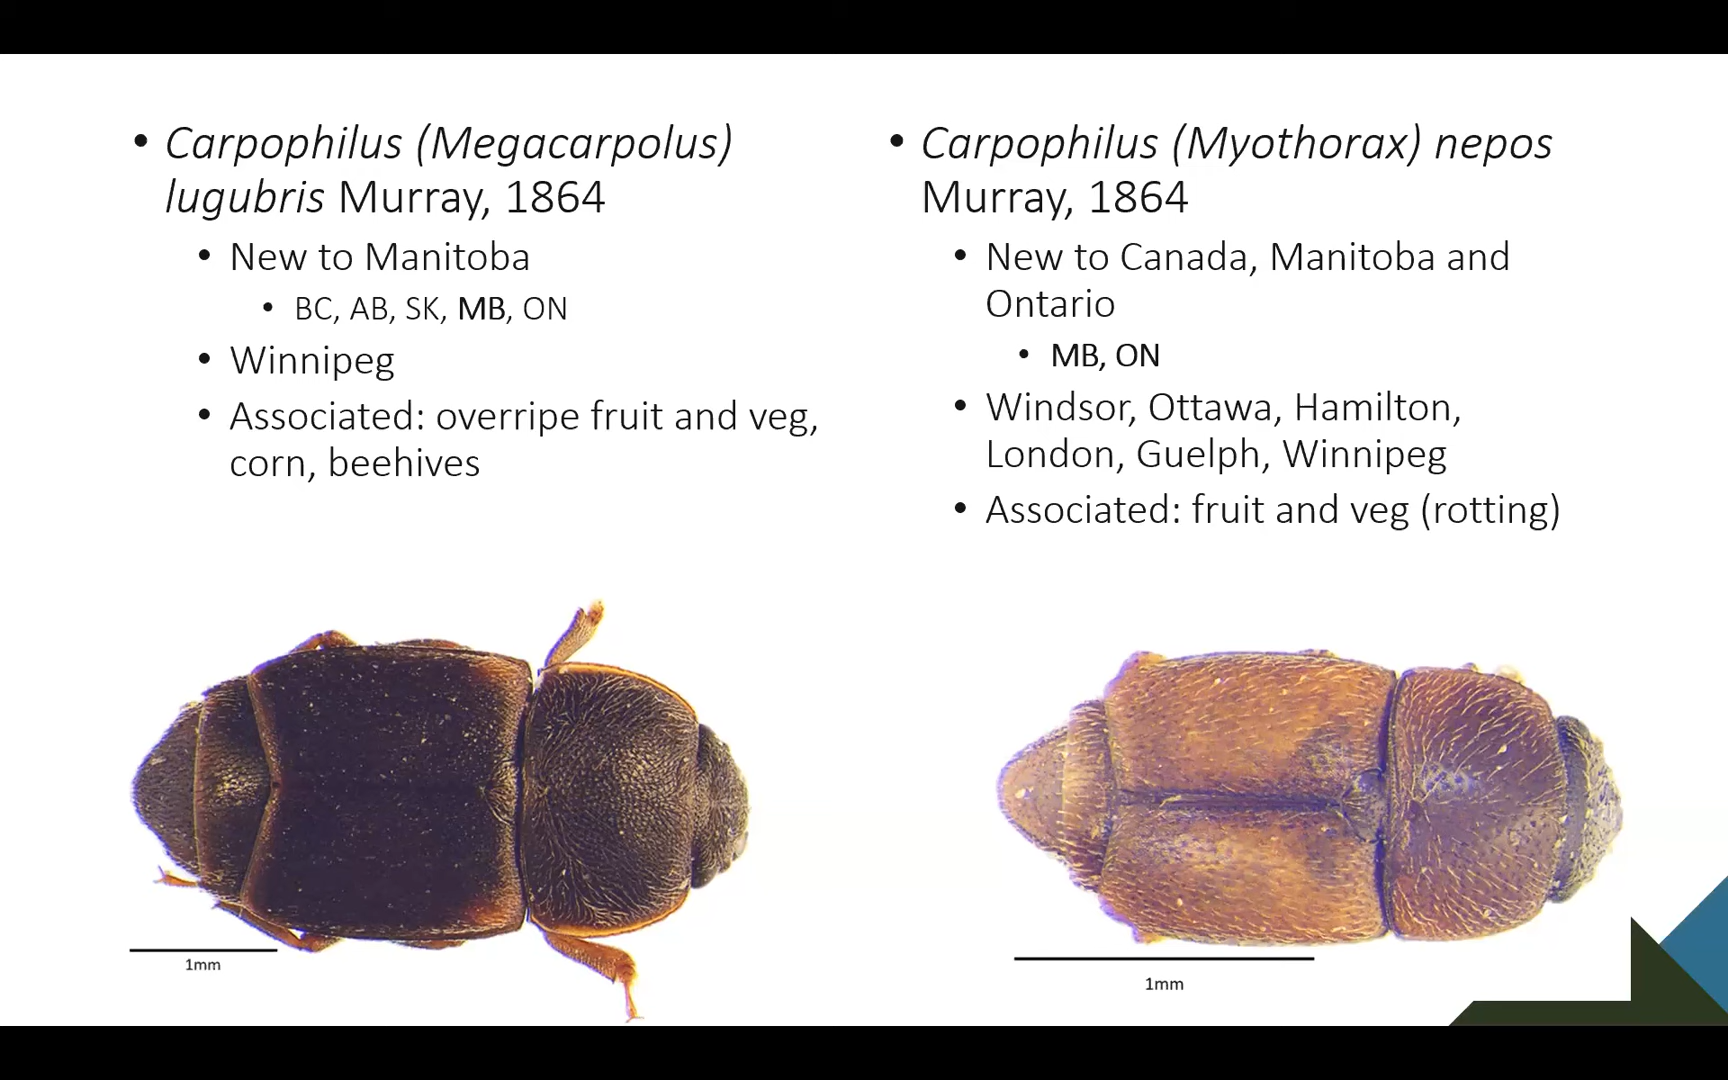 • Carpophilus (Megacarpolus)
lugubris Murray, 1864
• New to Manitoba
• BC, AB, SK, MB, ON
• Winnipeg
• Associated: overripe fruit and veg,
corn, beehives
1mm
• Carpophilus (Myothorax) nepos
Murray, 1864
• New to Canada, Manitoba and
Ontario
• MB, ON
• Windsor, Ottawa, Hamilton,
London, Guelph, Winnipeg
• Associated: fruit and veg (rotting)
1mm